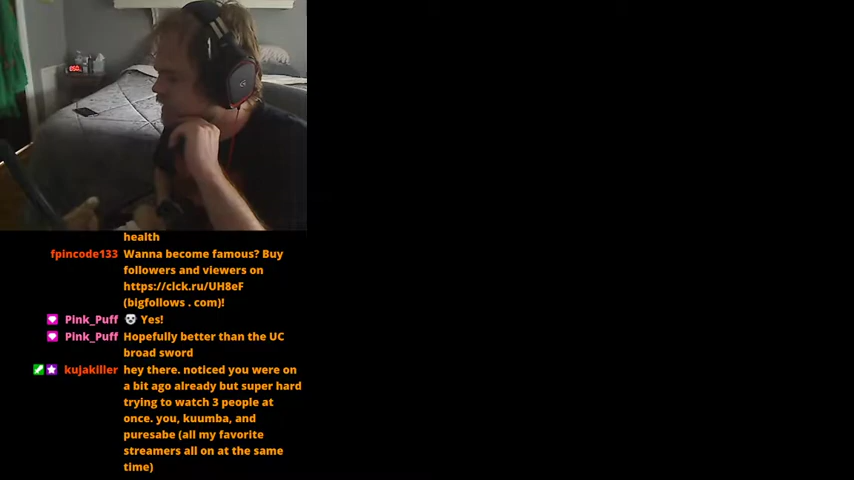 health
fpincode133 Wanna become famous? Buy
followers and viewers on
https://clck.ru/UH8eF
(bigfollows . com)!
Pink_Puff Yes!
Pink_Puff Hopefully better than the UC
broad sword
kujakiller hey there. noticed you were on
a bit ago already but super hard
trying to watch 3 people at
once. you, kuumba, and
puresabe (all my favorite
streamers all on at the same
time)